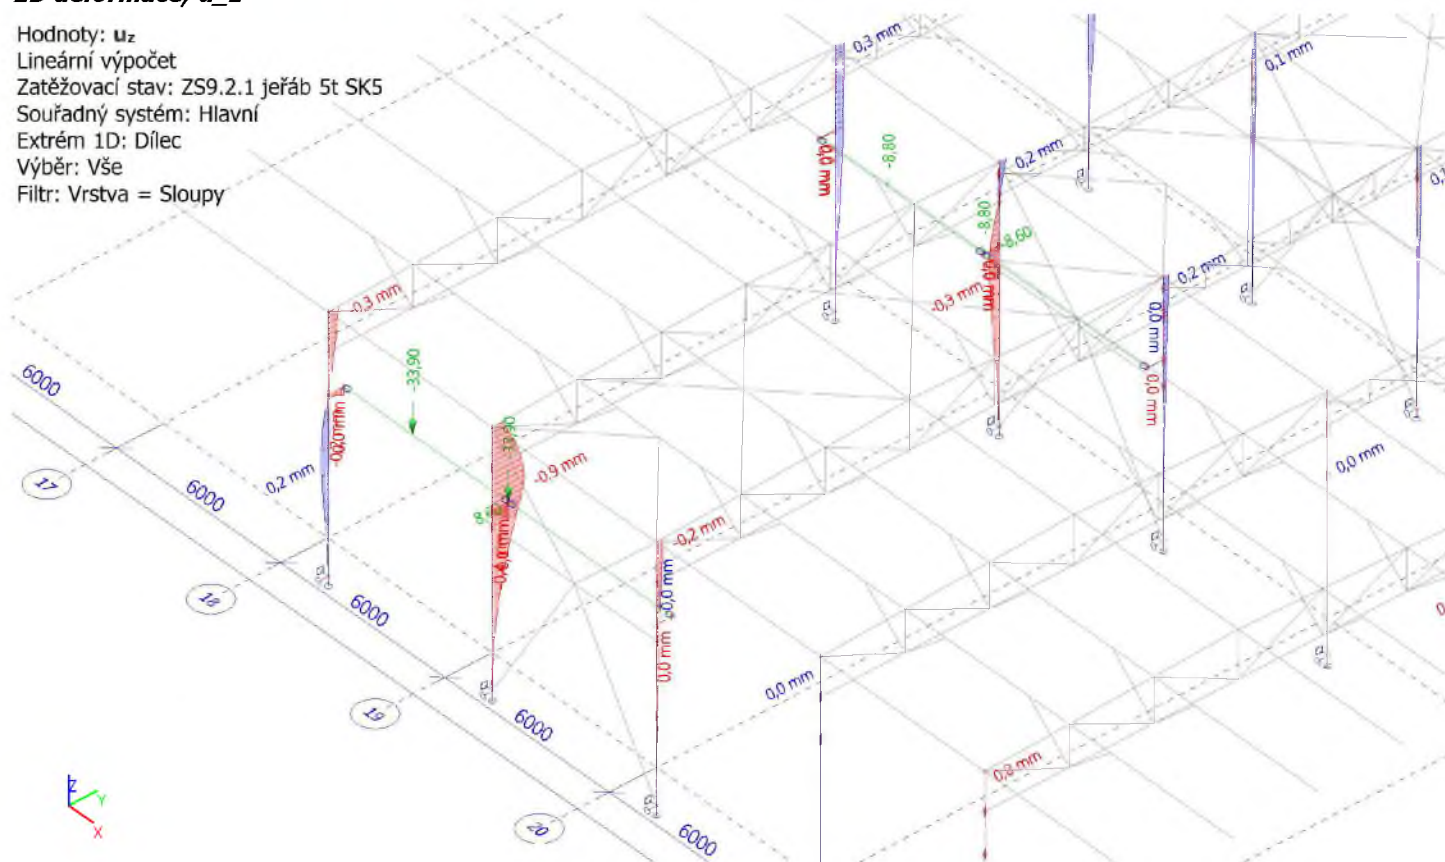 1D deformace; u_z
Hodnoty: uz
Lineární výpočet
Zatěžovací stav: ZS9.2.1 jeřáb 5t SK5
Souřadný systém: Hlavní
Extrém 1D: Dílec
Výběr: Vše
Filtr: Vrstva = Sloupy
0,3 mm
0,1 mm
-8,80
0,0 mm
0,2 mm
-8,80
-8,60
0,0 mm
-0,3 mm
0,2 mm
0,0 mm
0,0 mm
-0,3 mm
-33,90
0,2 mm
-0,9 mm
-0,2 mm
0,0 mm
0,0 mm
0,0 mm
0,0 mm
6000
17
6000
18
6000
19
6000
20
6000
Z
Y
X